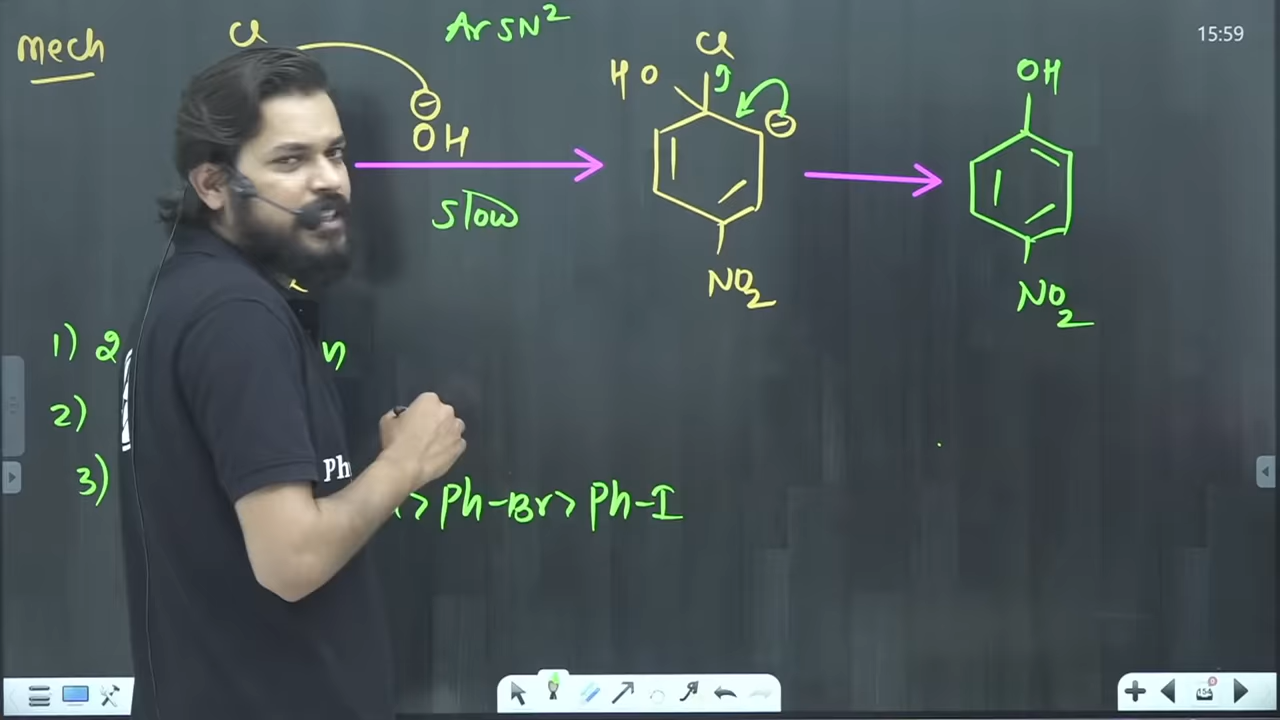 Mech
Cl
ArSN²
Cl
HO
OH
15:59
⊖
OH
⊖
slow
NO₂
NO₂
1) 2
n
2)
3)
Ph
> Ph-Br > Ph-I